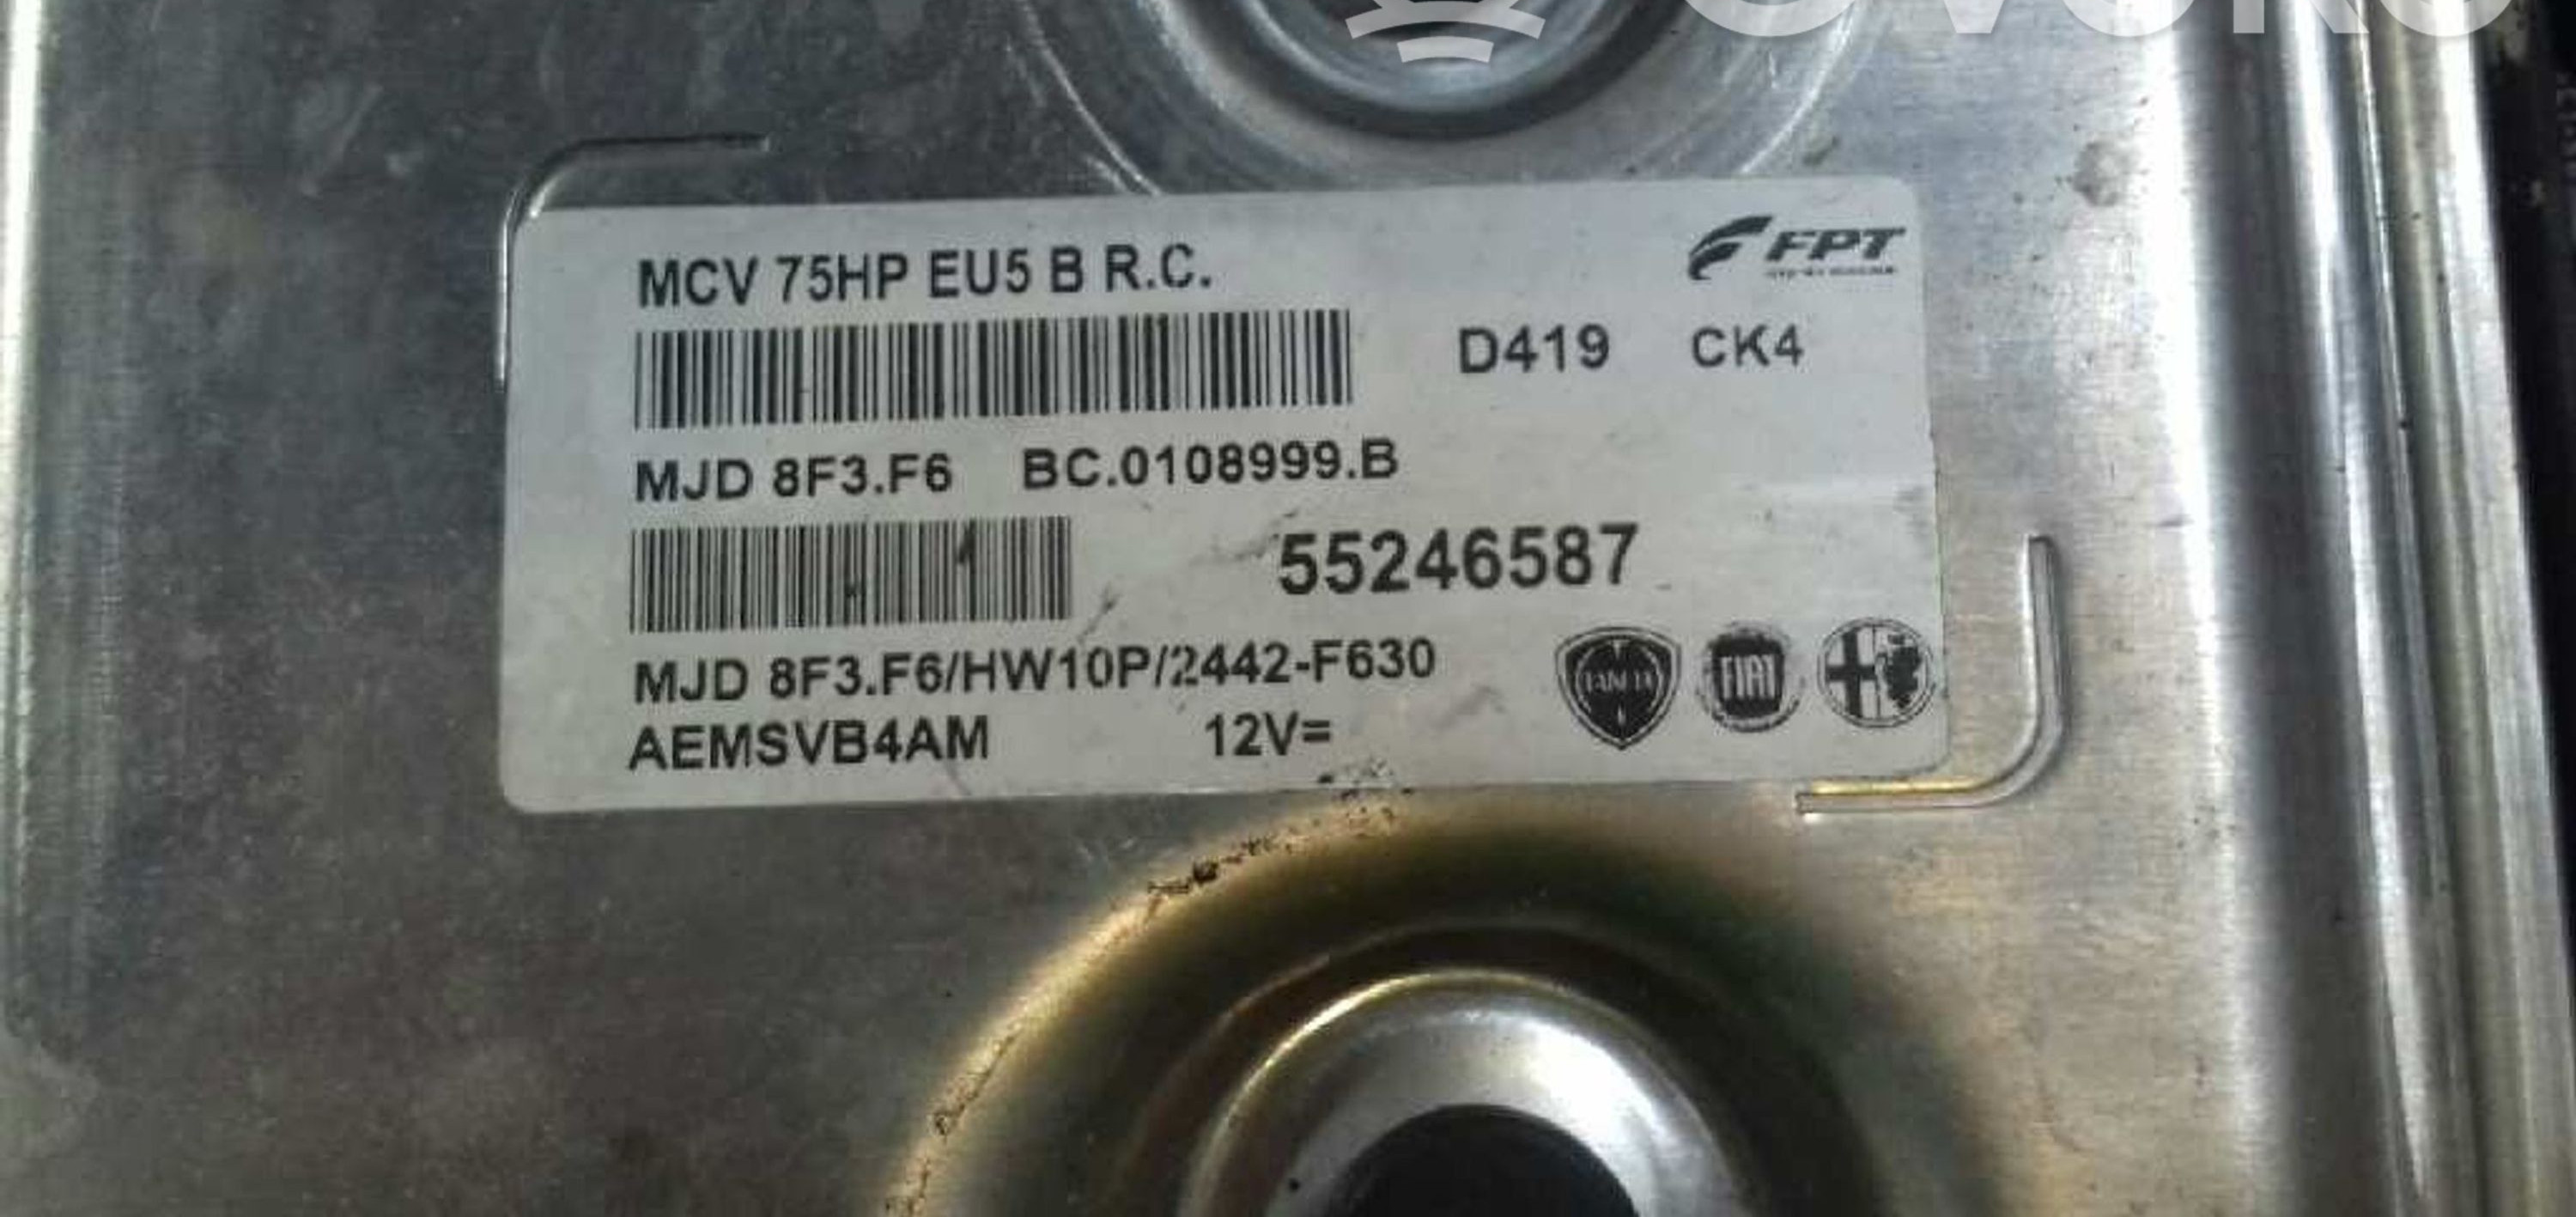 MCV 75HP EU5 B R.C.
FPT
D419 CK4
MJD 8F3.F6 BC.0108999.B
55246587
MJD 8F3.F6/HW10P/2442-F630
LANCIA FIAT
AEMSVB4AM 12V=